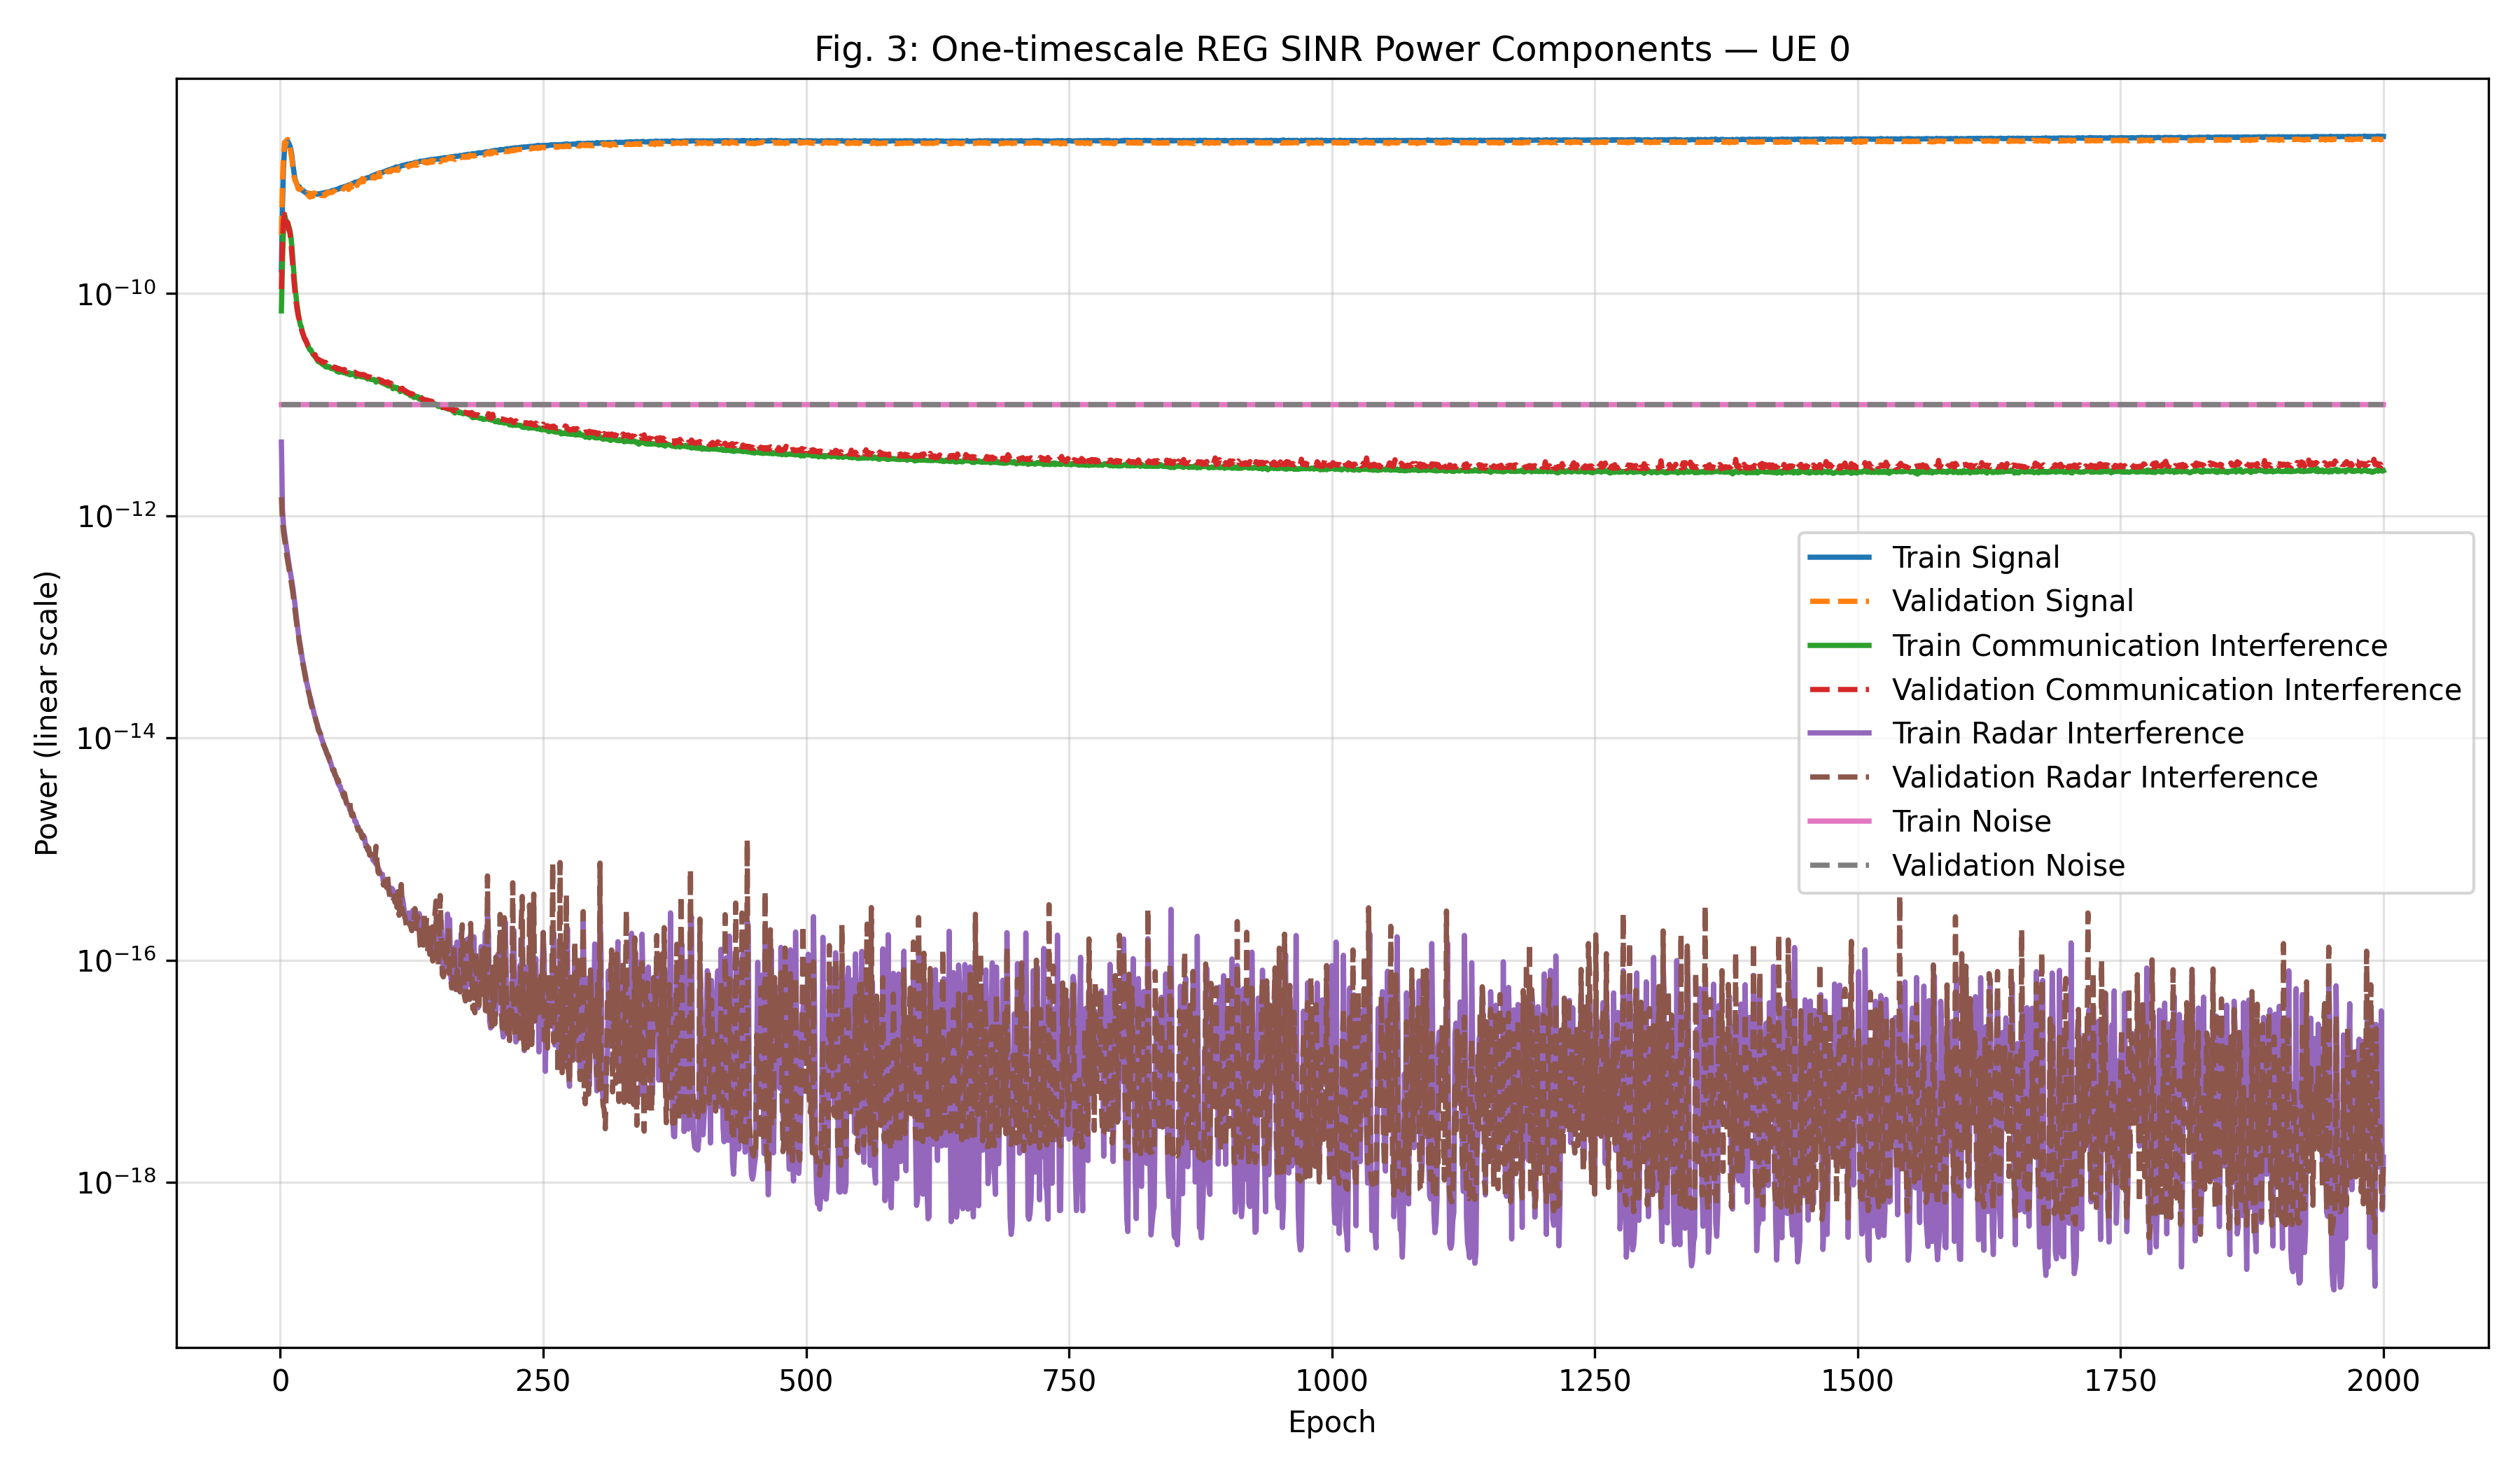 Fig. 3: One-timescale REG SINR Power Components — UE 0
Power (linear scale)
10⁻¹⁰
10⁻¹²
10⁻¹⁴
10⁻¹⁶
10⁻¹⁸
Train Signal
Validation Signal
Train Communication Interference
Validation Communication Interference
Train Radar Interference
Validation Radar Interference
Train Noise
Validation Noise
0 250 500 750 1000 1250 1500 1750 2000
Epoch